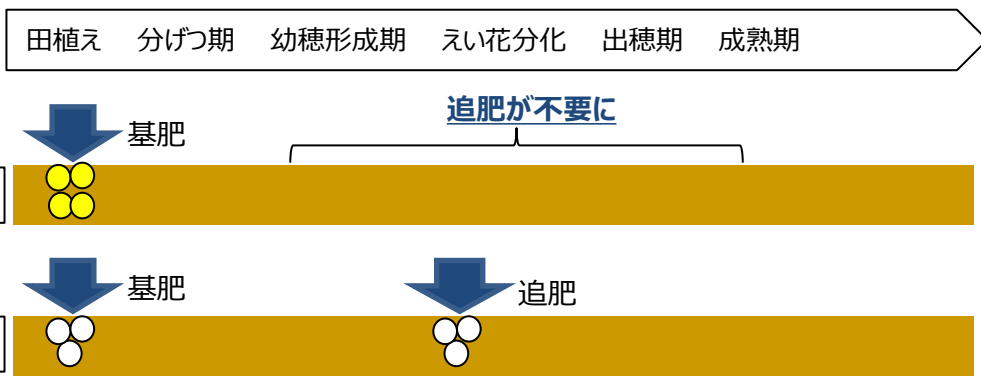 田植え 分げつ期 幼穂形成期 えい花分化 出穂期 成熟期
追肥が不要に
基肥
基肥
追肥